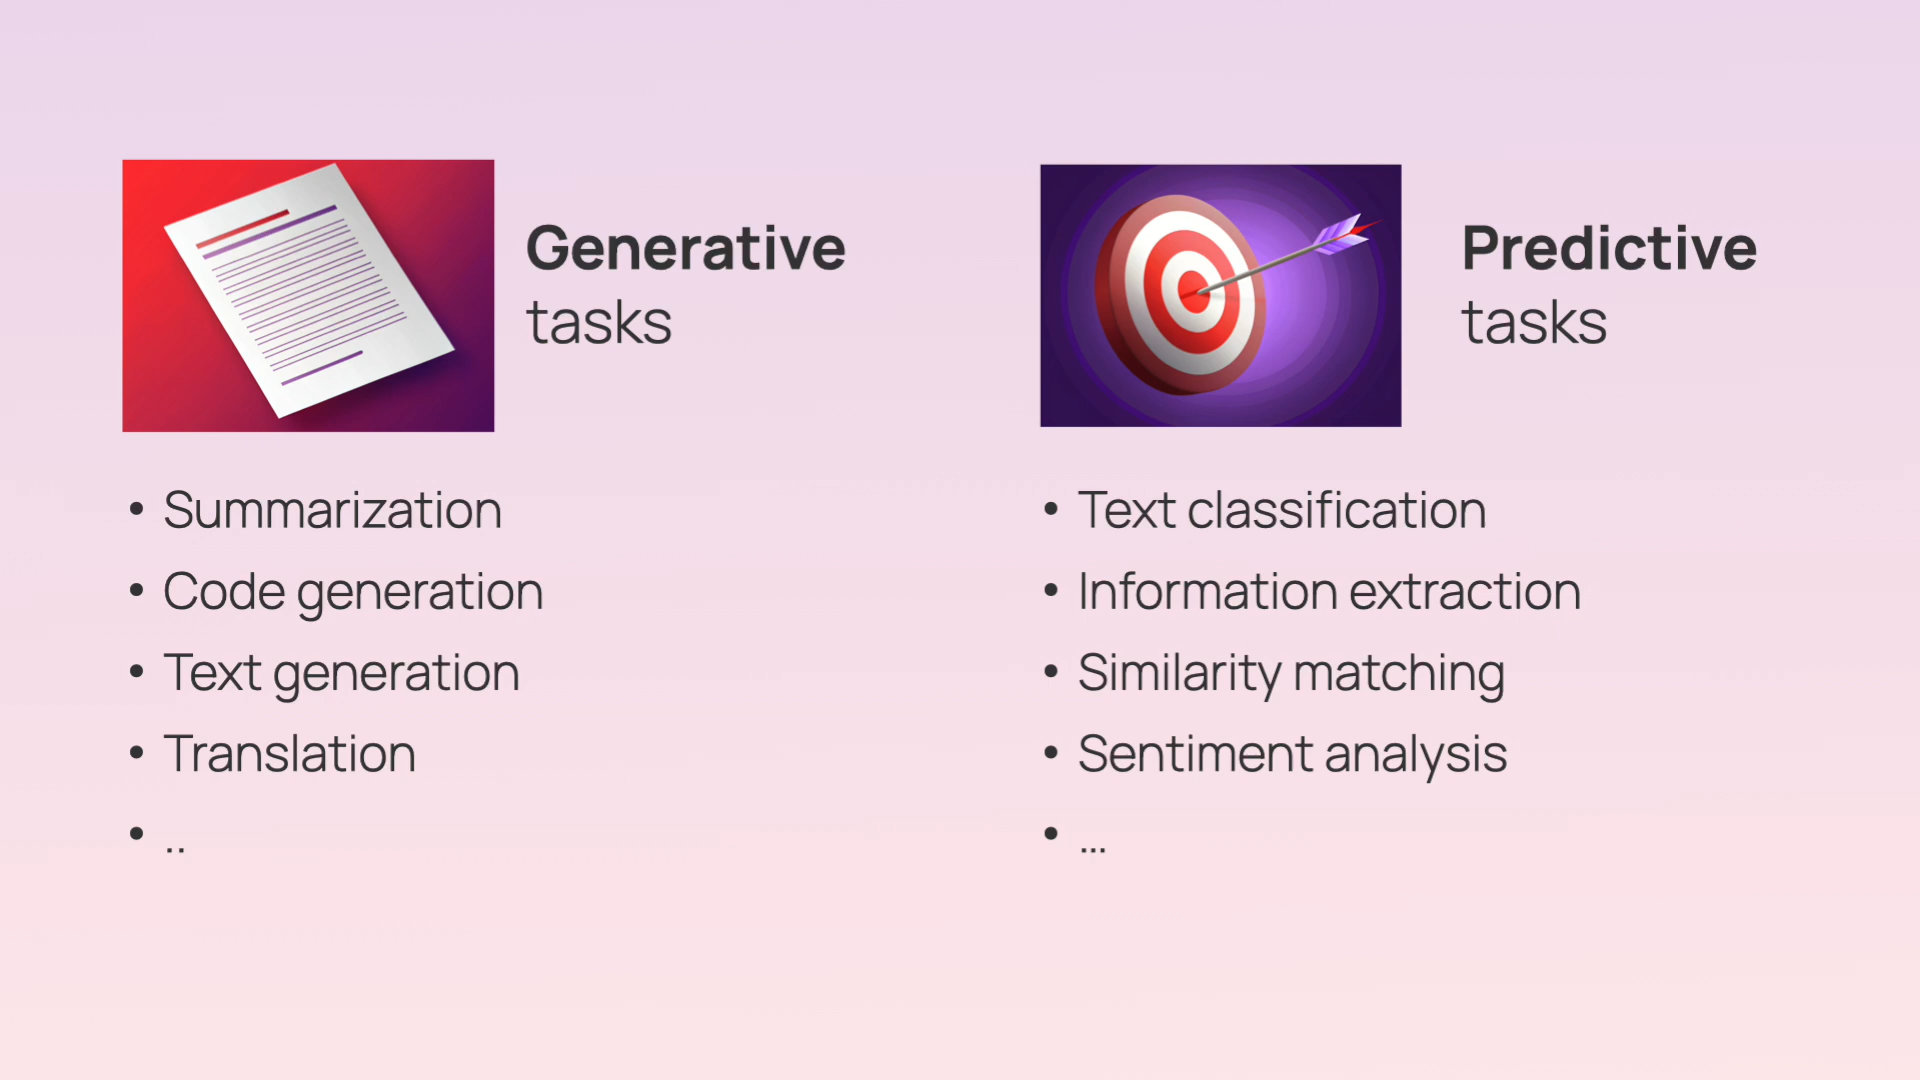 Generative
tasks
• Summarization
• Code generation
• Text generation
• Translation
• ..
Predictive
tasks
• Text classification
• Information extraction
• Similarity matching
• Sentiment analysis
• ...